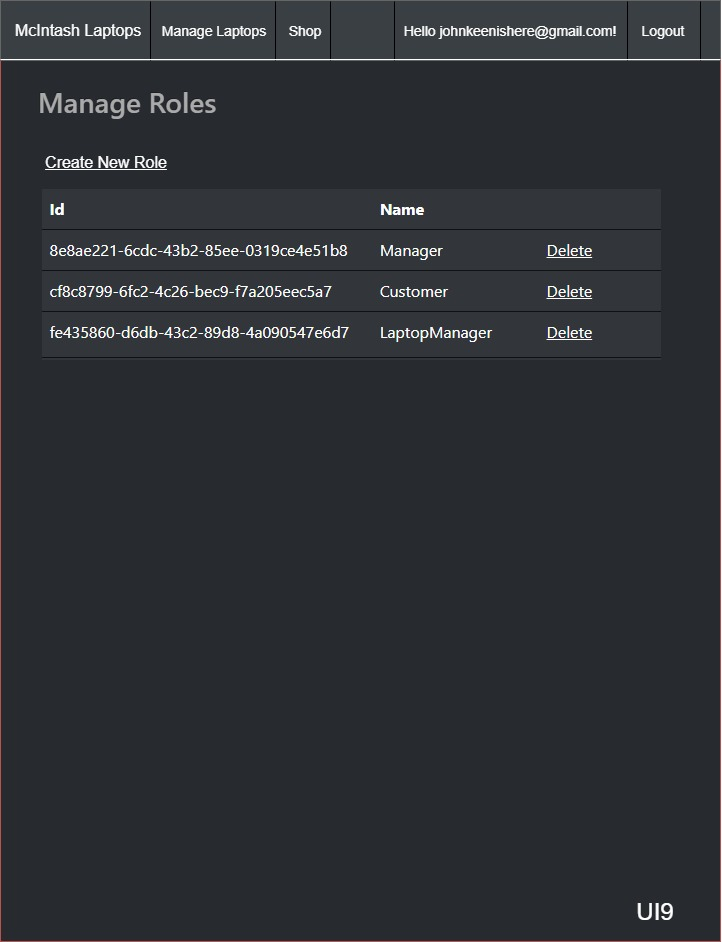 McIntash Laptops Manage Laptops Shop Hello johnkeenishere@gmail.com! Logout
Manage Roles
Create New Role
Id Name
8e8ae221-6cdc-43b2-85ee-0319ce4e51b8 Manager Delete
cf8c8799-6fc2-4c26-bec9-f7a205eec5a7 Customer Delete
fe435860-d6db-43c2-89d8-4a090547e6d7 LaptopManager Delete
UI9